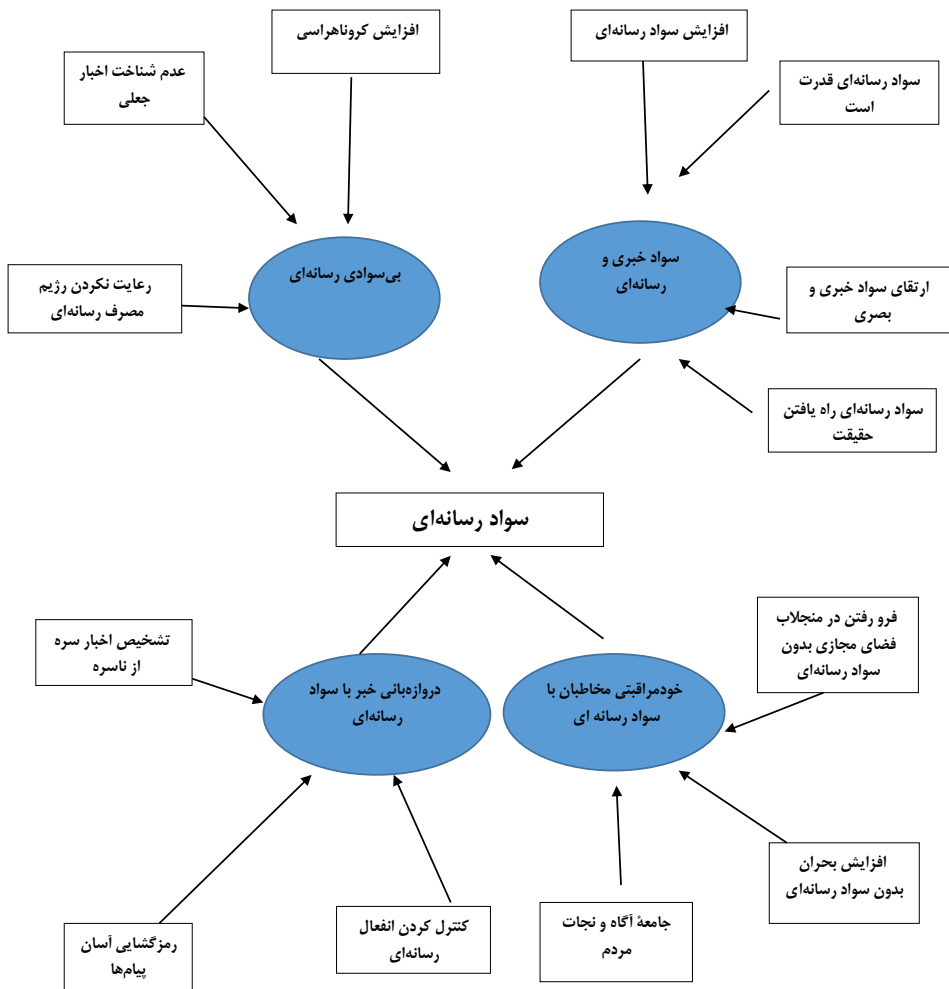 افزایش سواد رسانه‌ای
افزایش کروناهراسی
سواد رسانه‌ای قدرت
است
عدم شناخت اخبار
جعلی
سواد خبری و
رسانه‌ای
بی‌سوادی رسانه‌ای
ارتقای سواد خبری و
بصری
رعایت نکردن رژیم
مصرف رسانه‌ای
سواد رسانه‌ای راه یافتن
حقیقت
سواد رسانه‌ای
فرو رفتن در منجلاب
فضای مجازی بدون
سواد رسانه‌ای
تشخیص اخبار سره
از ناسره
خودمراقبتی مخاطبان با
سواد رسانه ای
دروازه‌بانی خبر با سواد
رسانه‌ای
افزایش بحران
بدون سواد رسانه‌ای
جامعهٔ آگاه و نجات
مردم
کنترل کردن انفعال
رسانه‌ای
رمزگشایی آسان
پیام‌ها